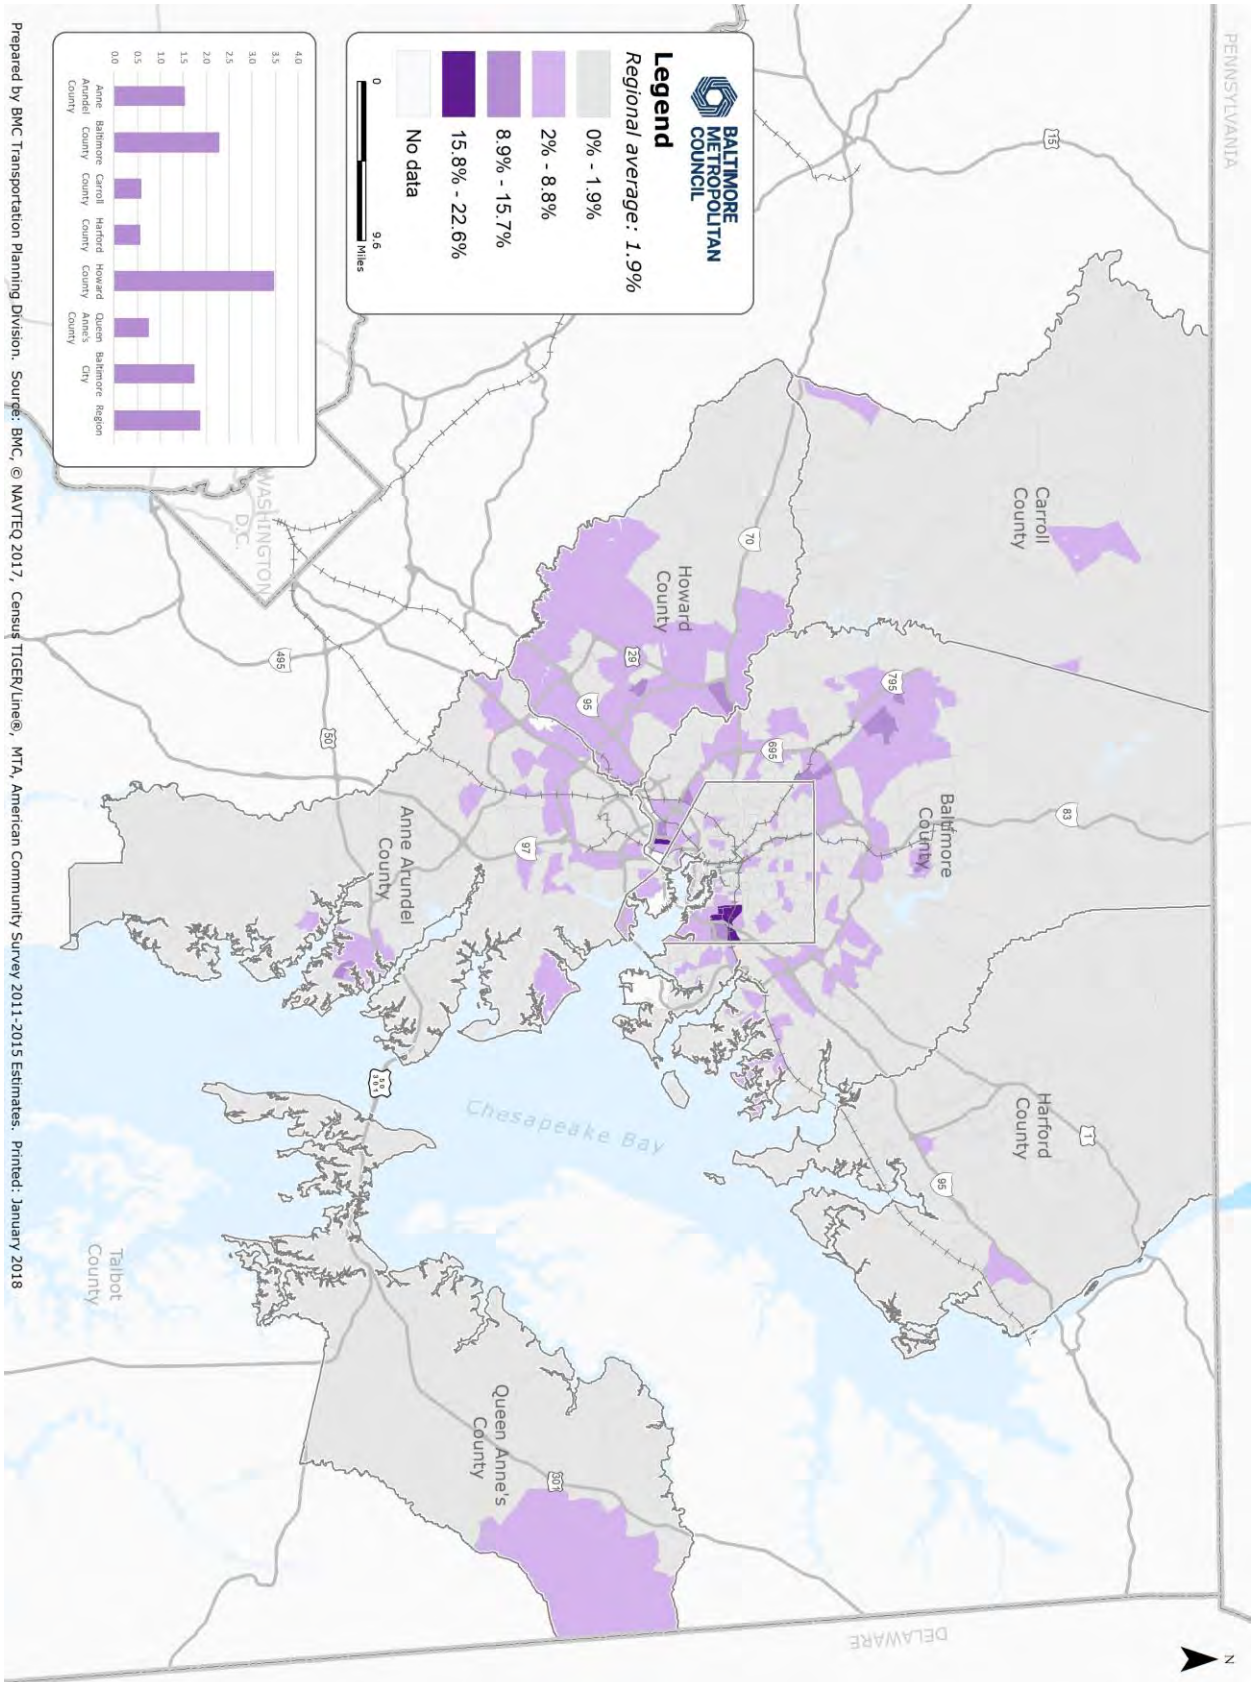 PENNSYLVANIA
15
BALTIMORE
METROPOLITAN
COUNCIL
Legend
Regional average: 1.9%
0% - 1.9%
2% - 8.8%
8.9% - 15.7%
15.8% - 22.6%
No data
0
9.6
Miles
4.0
3.5
3.0
2.5
2.0
1.5
1.0
0.5
0.0
Anne
Arundel
County
Baltimore
County
Carroll
County
Harford
County
Howard
County
Queen
Anne's
County
Baltimore
City
Region
Carroll
County
70
Howard
County
29
95
795
695
Baltimore
County
83
Harford
County
1
95
WASHINGTON
D.C.
495
50
97
Anne Arundel
County
50
301
Chesapeake Bay
Talbot
County
Queen Anne's
County
301
DELAWARE
N
Prepared by BMC Transportation Planning Division. Source: BMC, © NAVTEQ 2017, Census TIGER/Line®, MTA, American Community Survey 2011-2015 Estimates. Printed: January 2018